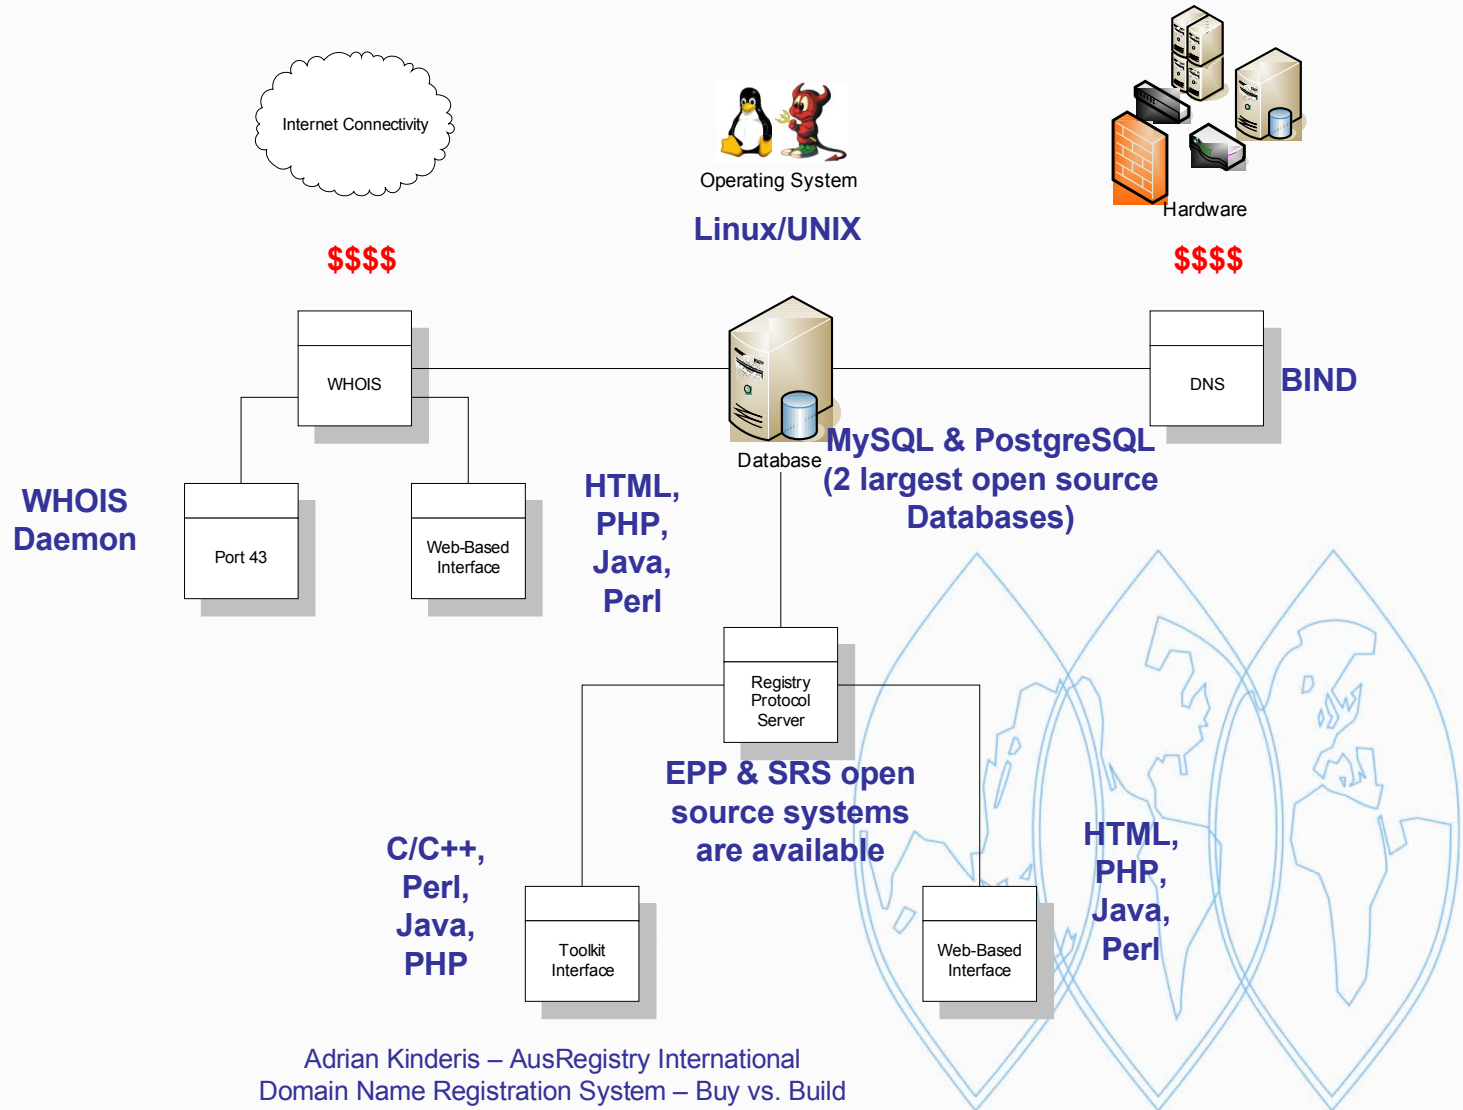 Internet Connectivity
Operating System
Hardware
Linux/UNIX
$$$$
$$$$
WHOIS
DNS
BIND
Database
MySQL & PostgreSQL
(2 largest open source
Databases)
WHOIS
Daemon
Port 43
Web-Based
Interface
HTML,
PHP,
Java,
Perl
Registry
Protocol
Server
EPP & SRS open
source systems
are available
C/C++,
Perl,
Java,
PHP
Toolkit
Interface
Web-Based
Interface
HTML,
PHP,
Java,
Perl
Adrian Kinderis – AusRegistry International
Domain Name Registration System – Buy vs. Build